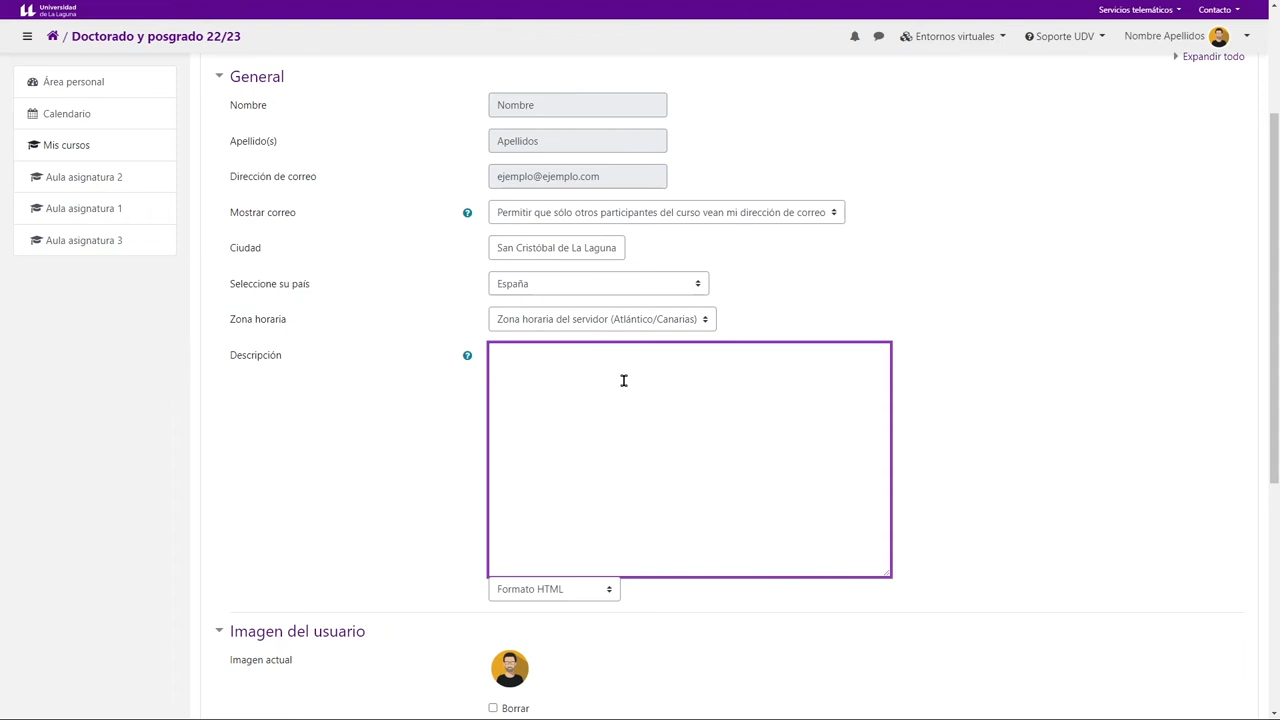 Universidad
de La Laguna
Servicios telemáticos
Contacto
/ Doctorado y posgrado 22/23
Entornos virtuales
Soporte UDV
Nombre Apellidos
Expandir todo
Área personal
Calendario
Mis cursos
Aula asignatura 2
Aula asignatura 1
Aula asignatura 3
General
Nombre
Nombre
Apellido(s)
Apellidos
Dirección de correo
ejemplo@ejemplo.com
Mostrar correo
Permitir que sólo otros participantes del curso vean mi dirección de correo
Ciudad
San Cristóbal de La Laguna
Seleccione su país
España
Zona horaria
Zona horaria del servidor (Atlántico/Canarias)
Descripción
Formato HTML
Imagen del usuario
Imagen actual
Borrar